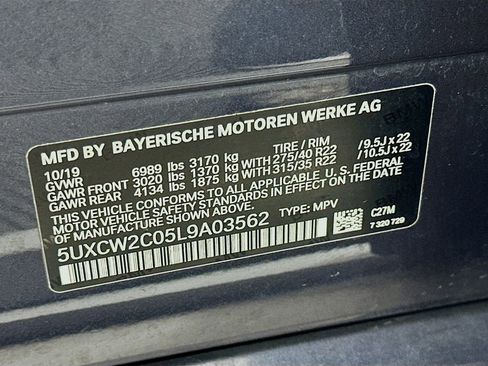 MFD BY BAYERISCHE MOTOREN WERKE AG
10/19 TIRE / RIM
GVWR 6989 lbs 3170 kg
GAWR FRONT 3020 lbs 1370 kg WITH 275/40 R22 / 9.5J x 22
GAWR REAR 4134 lbs 1875 kg WITH 315/35 R22 / 10.5J x 22
THIS VEHICLE CONFORMS TO ALL APPLICABLE U.S. FEDERAL
MOTOR VEHICLE SAFETY STANDARDS IN EFFECT ON THE
DATE OF MANUFACTURE SHOWN ABOVE.
5UXCW2C05L9A03562 TYPE: MPV C27M
7 320 729